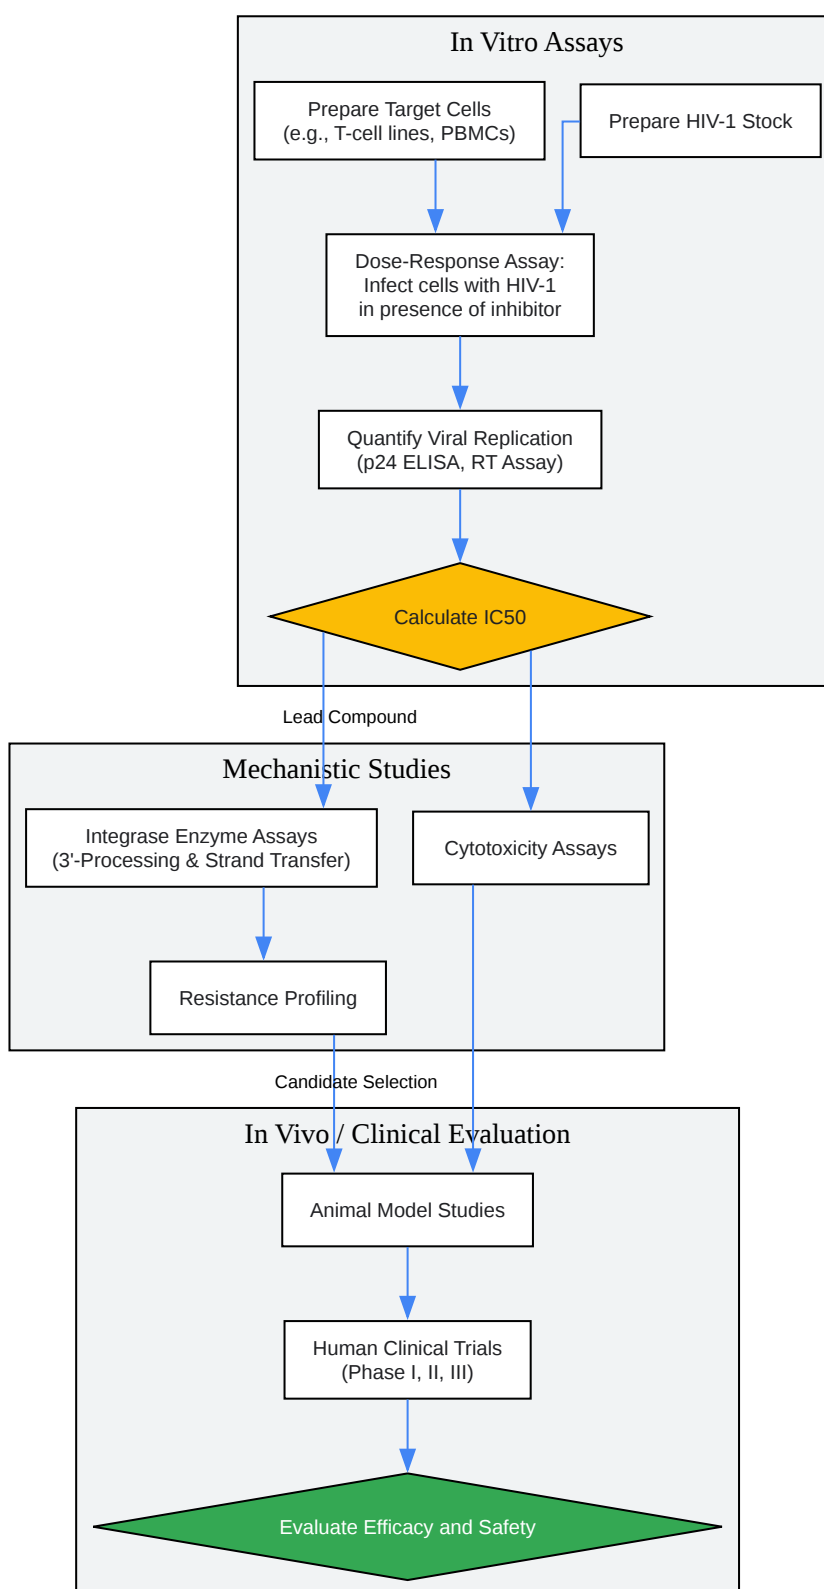 In Vitro Assays
Prepare Target Cells
(e.g., T-cell lines, PBMCs)
Prepare HIV-1 Stock
Dose-Response Assay:
Infect cells with HIV-1
in presence of inhibitor
Quantify Viral Replication
(p24 ELISA, RT Assay)
Calculate IC50
Lead Compound
Mechanistic Studies
Integrase Enzyme Assays
(3'-Processing & Strand Transfer)
Cytotoxicity Assays
Resistance Profiling
Candidate Selection
In Vivo / Clinical Evaluation
Animal Model Studies
Human Clinical Trials
(Phase I, II, III)
Evaluate Efficacy and Safety